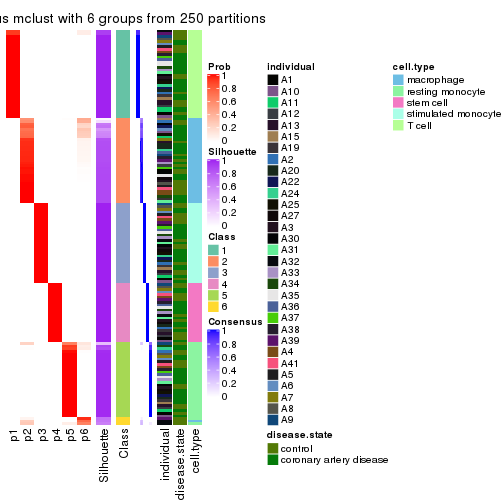 us mclust with 6 groups from 250 partitions
Prob
1
0.8
0.6
0.4
0.2
0
Silhouette
1
0.8
0.6
0.4
0.2
0
Class
1
2
3
4
5
6
Consensus
1
0.8
0.6
0.4
0.2
0
individual
A1
A10
A11
A12
A13
A15
A19
A2
A20
A22
A24
A25
A27
A3
A30
A31
A32
A33
A34
A35
A36
A37
A38
A39
A4
A41
A5
A6
A7
A8
A9
disease.state
control
coronary artery disease
cell.type
macrophage
resting monocyte
stem cell
stimulated monocyte
T cell
p1
p2
p3
p4
p5
p6
Silhouette
Class
individual
disease.state
cell.type